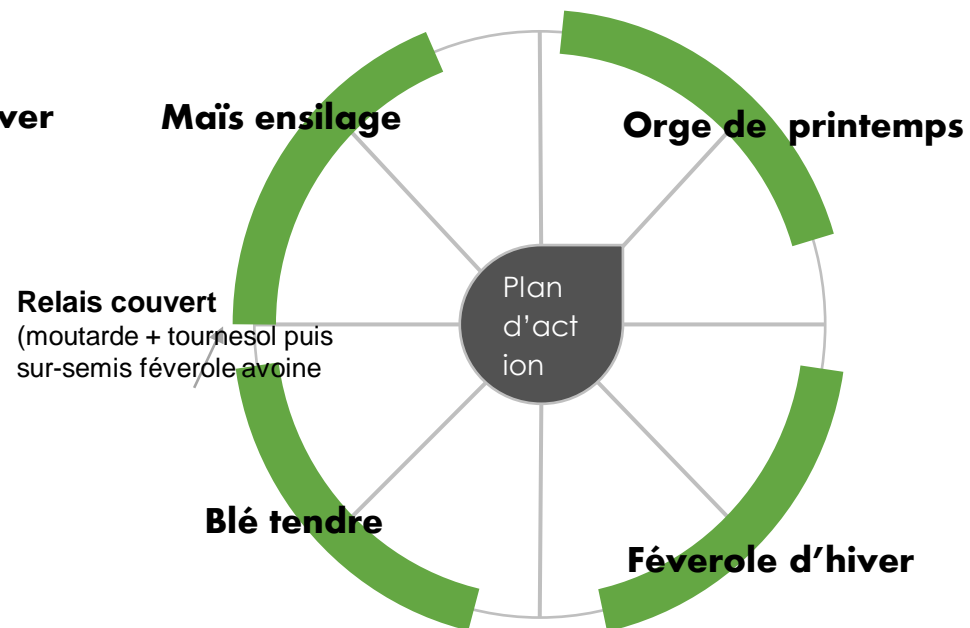 ver
Maïs ensilage
Orge de printemps
Plan
d’act
ion
Relais couvert
(moutarde + tournesol puis
sur-semis féverole avoine
Blé tendre
Féverole d’hiver